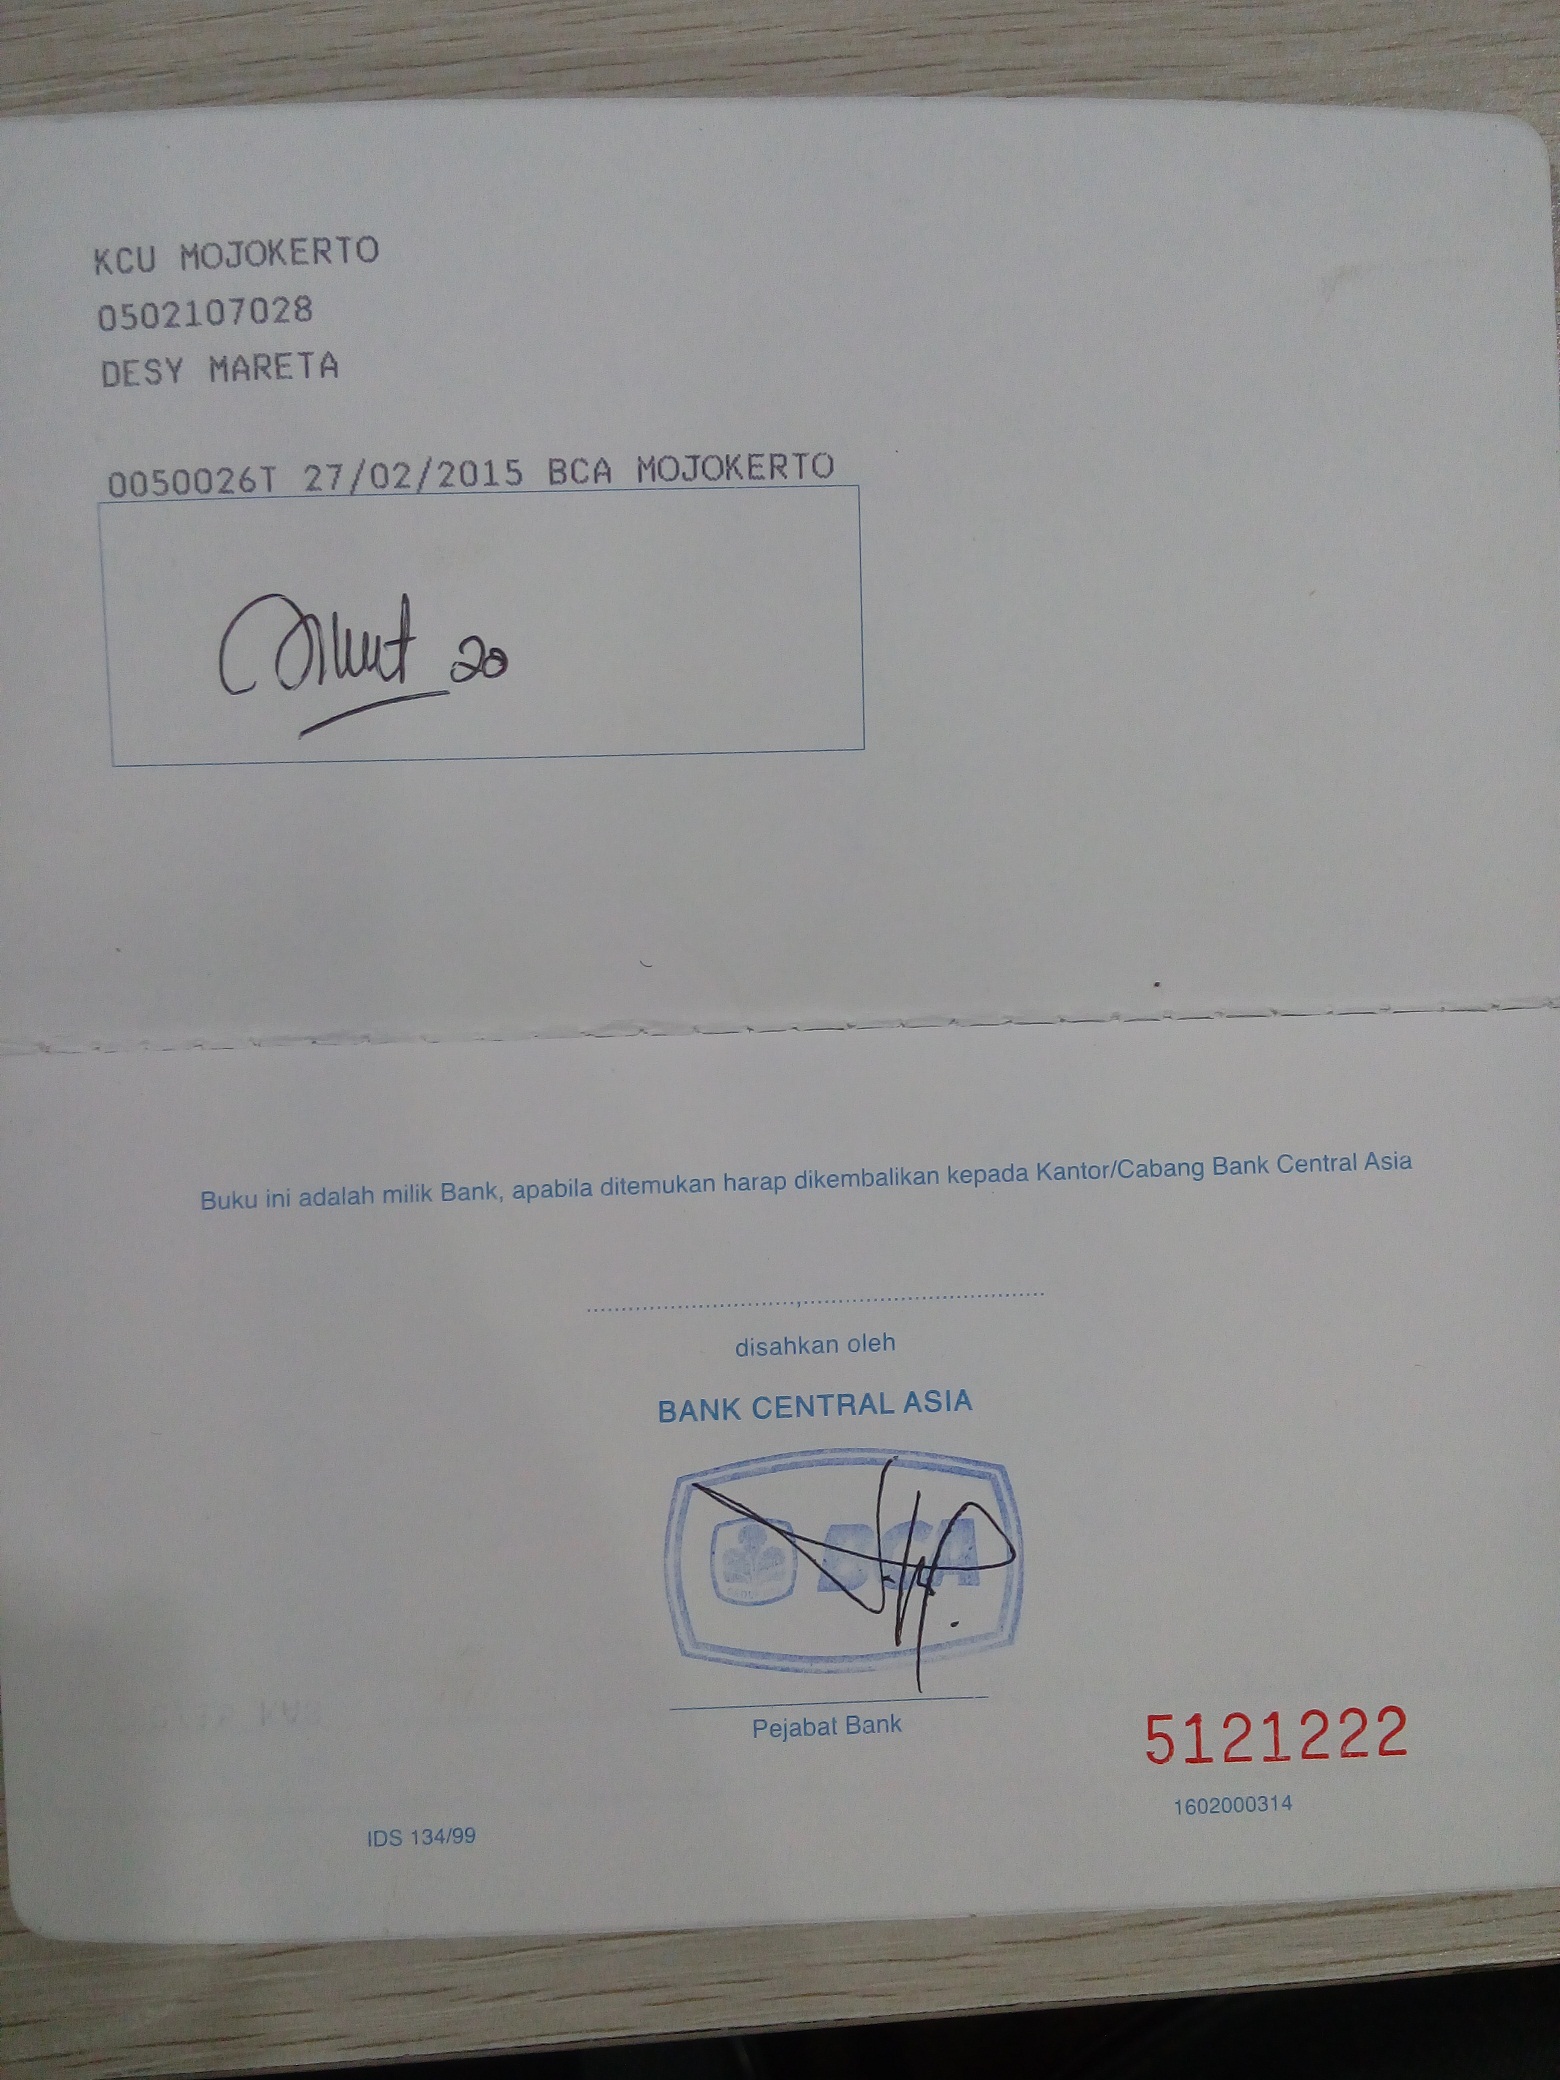 KCU MOJOKERTO
0502107028
DESY MARETA
0050026T 27/02/2015 BCA MOJOKERTO
20
Buku ini adalah milik Bank, apabila ditemukan harap dikembalikan kepada Kantor/Cabang Bank Central Asia
..............................,...................................
disahkan oleh
BANK CENTRAL ASIA
BCA
Pejabat Bank
5121222
1602000314
IDS 134/99